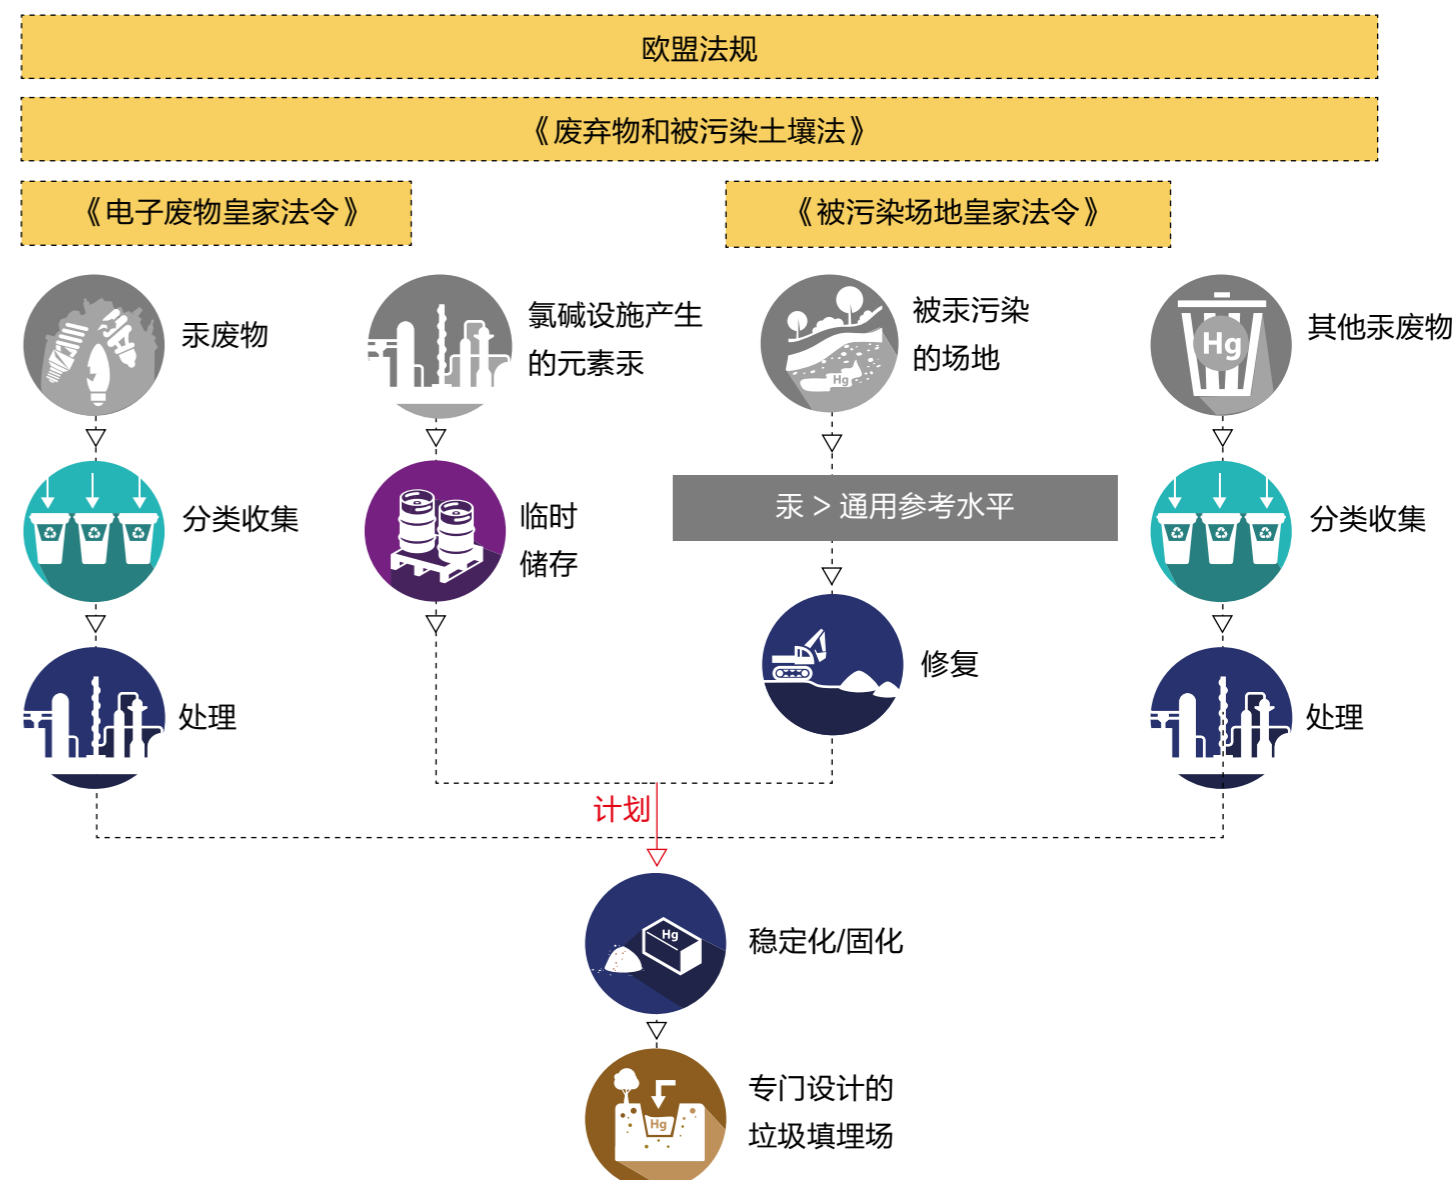 欧盟法规
《废弃物和被污染土壤法》
《电子废物皇家法令》
《被污染场地皇家法令》
汞废物
氯碱设施产生
的元素汞
Hg
被汞污染
的场地
Hg
其他汞废物
分类收集
临时
储存
汞 > 通用参考水平
分类收集
处理
修复
处理
计划
Hg
稳定化/固化
Hg
专门设计的
垃圾填埋场